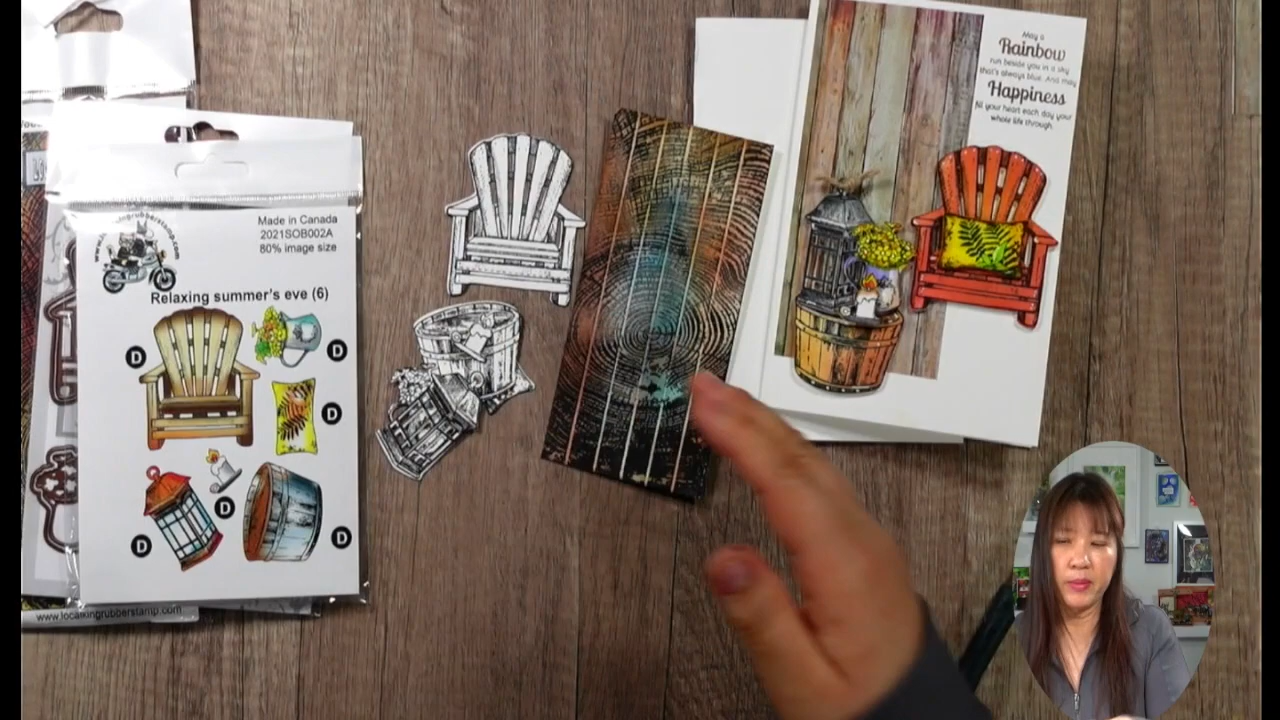 Made in Canada
2021SOB002A
80% image size
Relaxing summer's eve (6)
D
D
D
D
D
D
www.localkingrubberstamp.com
May a
Rainbow
run beside you in a sky
that's always blue. And may
Happiness
fill your heart each day your
whole life through.